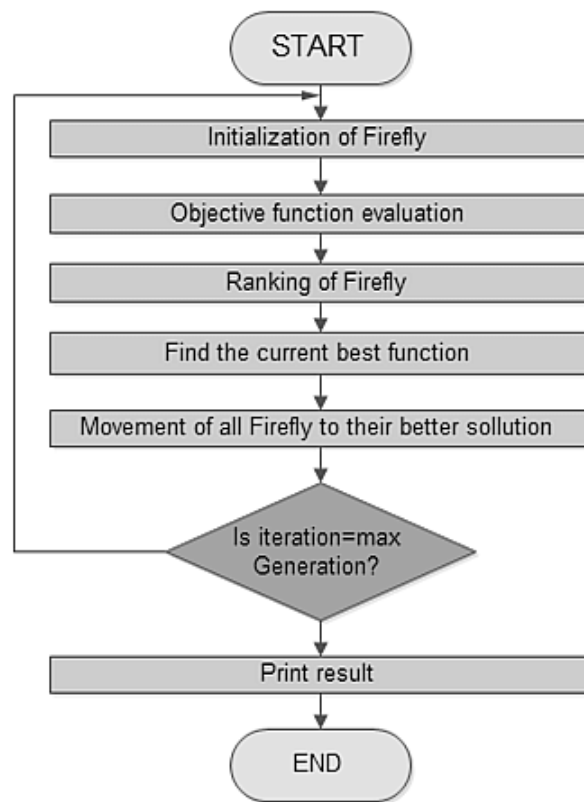 START
Initialization of Firefly
Objective function evaluation
Ranking of Firefly
Find the current best function
Movement of all Firefly to their better sollution
Is iteration=max
Generation?
Print result
END